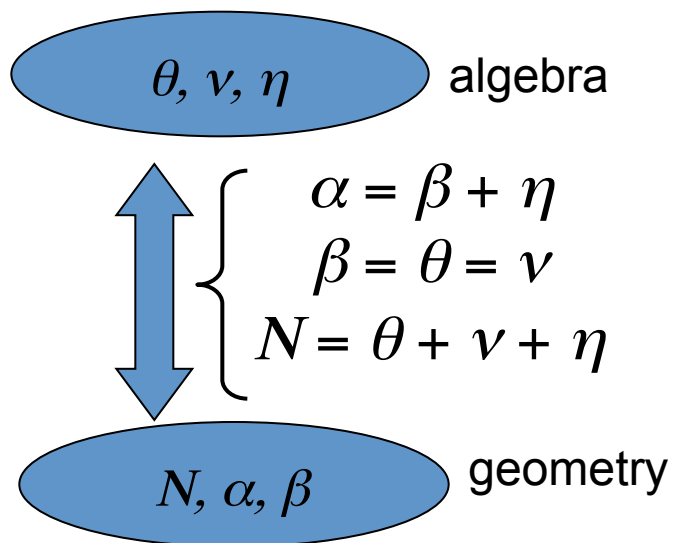 θ, ν, η algebra
α = β + η
β = θ = ν
N = θ + ν + η
N, α, β geometry